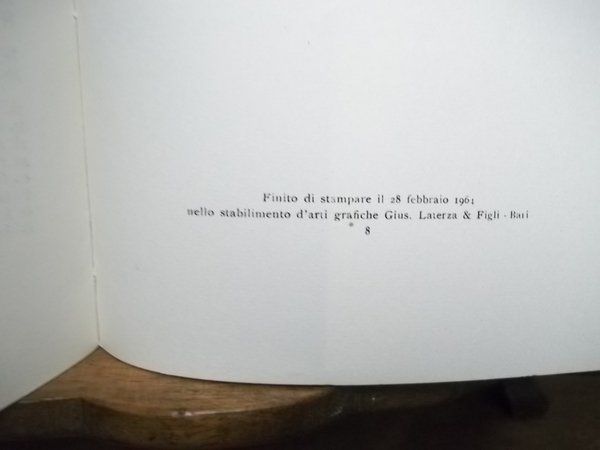 Finito di stampare il 28 febbraio 1961
nello stabilimento d'arti grafiche Gius. Laterza & Figli - Bari
8